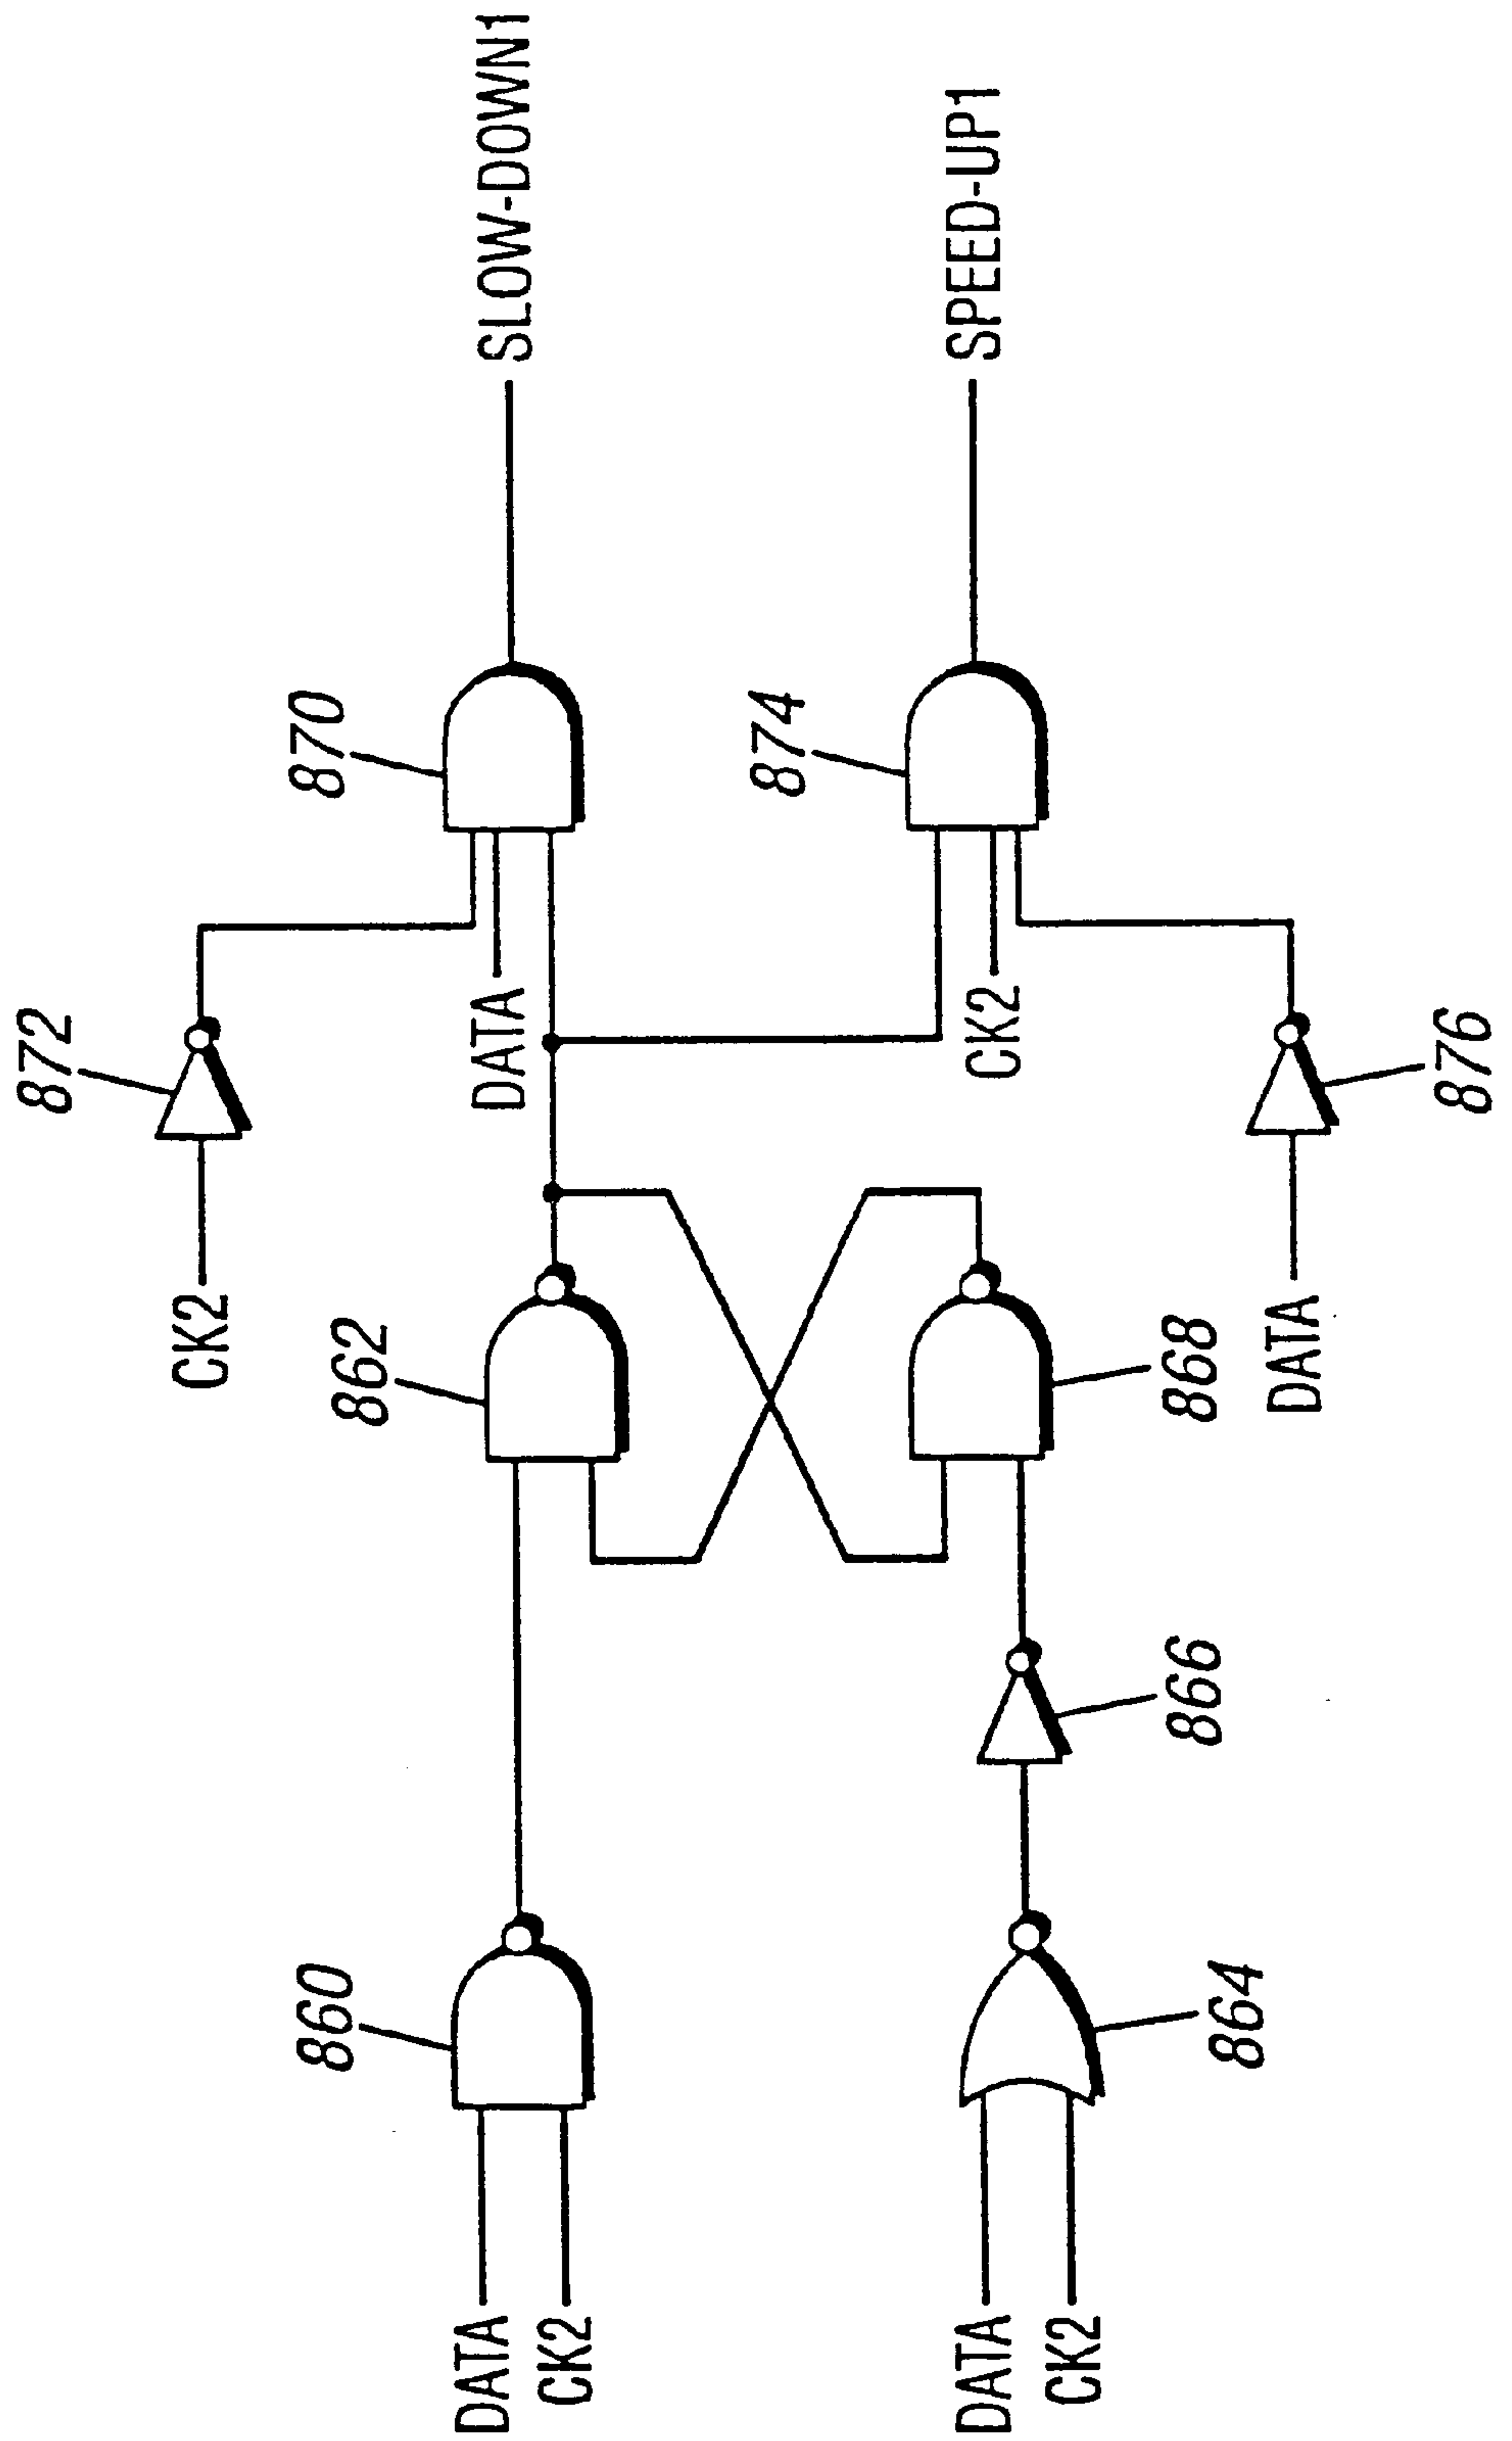 CK2
872
870
SLOW-DOWN1
DATA
862
860
DATA
CK2
874
SPEED-UP1
CK2
868
866
864
DATA
CK2
DATA
876